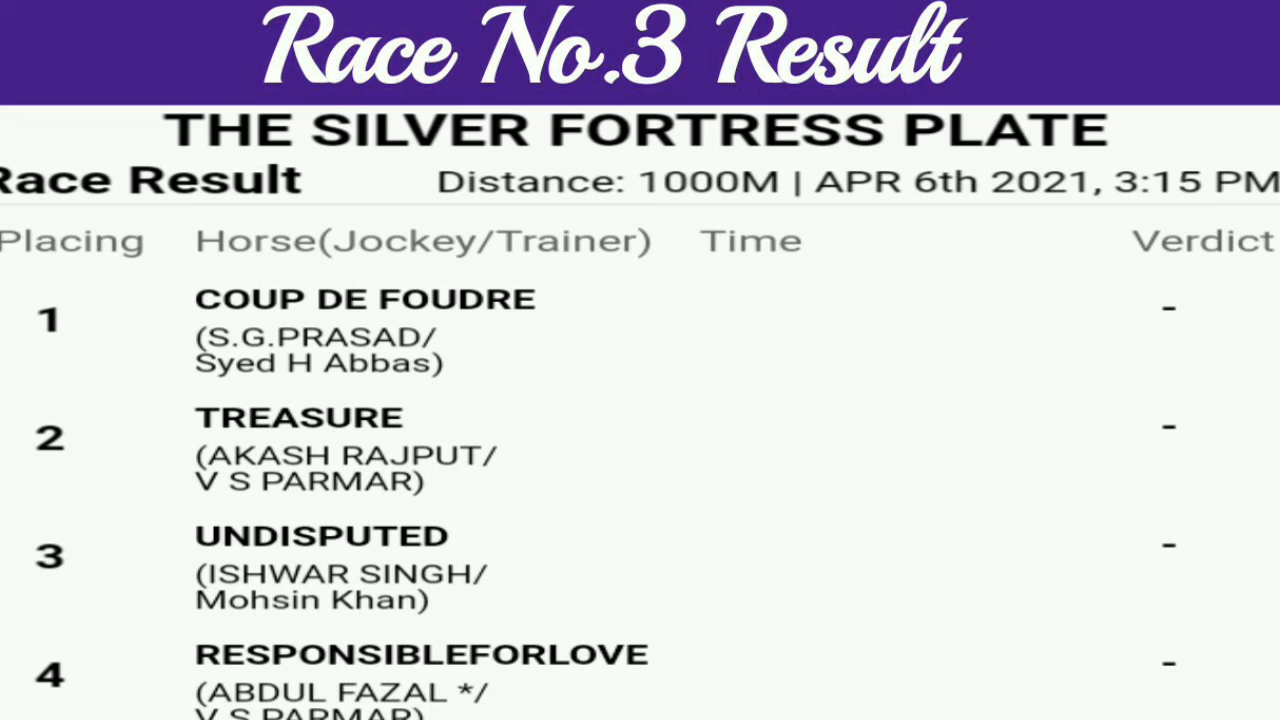 Race No.3 Result
THE SILVER FORTRESS PLATE
Race Result Distance: 1000M | APR 6th 2021, 3:15 PM
Placing Horse(Jockey/Trainer) Time Verdict
1 COUP DE FOUDRE -
(S.G.PRASAD/
Syed H Abbas)
2 TREASURE -
(AKASH RAJPUT/
V S PARMAR)
3 UNDISPUTED -
(ISHWAR SINGH/
Mohsin Khan)
4 RESPONSIBLEFORLOVE -
(ABDUL FAZAL */
V S PARMAR)